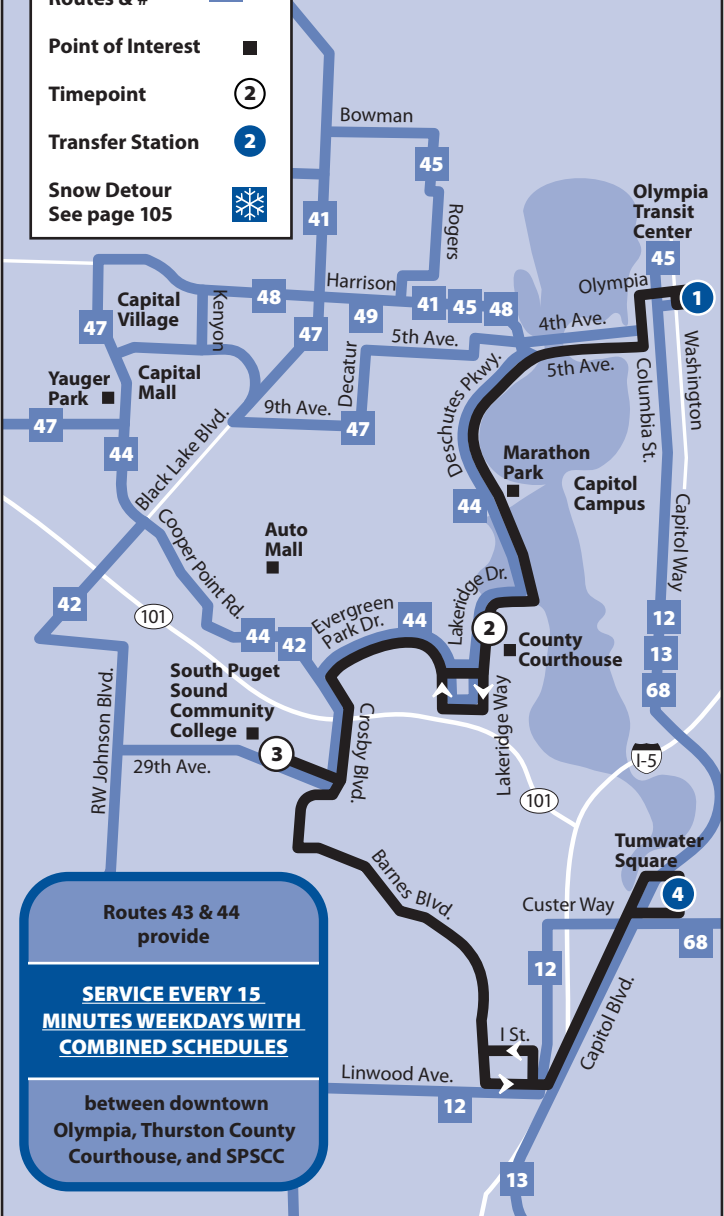 Routes & #
Point of Interest
Timepoint
2
Transfer Station
2
Snow Detour
See page 105
Bowman
45
Rogers
41
Olympia
Transit
Center
45
Olympia
1
Harrison
48
49
41
45
48
Capital
Village
Kenyon
47
47
Decatur
5th Ave.
4th Ave.
5th Ave.
Columbia St.
Washington
Yauger
Park
Capital
Mall
9th Ave.
47
47
44
Black Lake Blvd.
Deschutes Pkwy.
Marathon
Park
Capitol
Campus
44
Capitol Way
Auto
Mall
Cooper Point Rd.
42
101
44
42
Evergreen
Park Dr.
44
Lakeridge Dr.
2
County
Courthouse
12
13
68
South Puget
Sound
Community
College
3
Crosby Blvd.
Lakeridge Way
RW Johnson Blvd.
29th Ave.
I-5
101
Tumwater
Square
4
Barnes Blvd.
Custer Way
68
12
Capitol Blvd.
I St.
Linwood Ave.
12
13
Routes 43 & 44
provide
SERVICE EVERY 15
MINUTES WEEKDAYS WITH
COMBINED SCHEDULES
between downtown
Olympia, Thurston County
Courthouse, and SPSCC